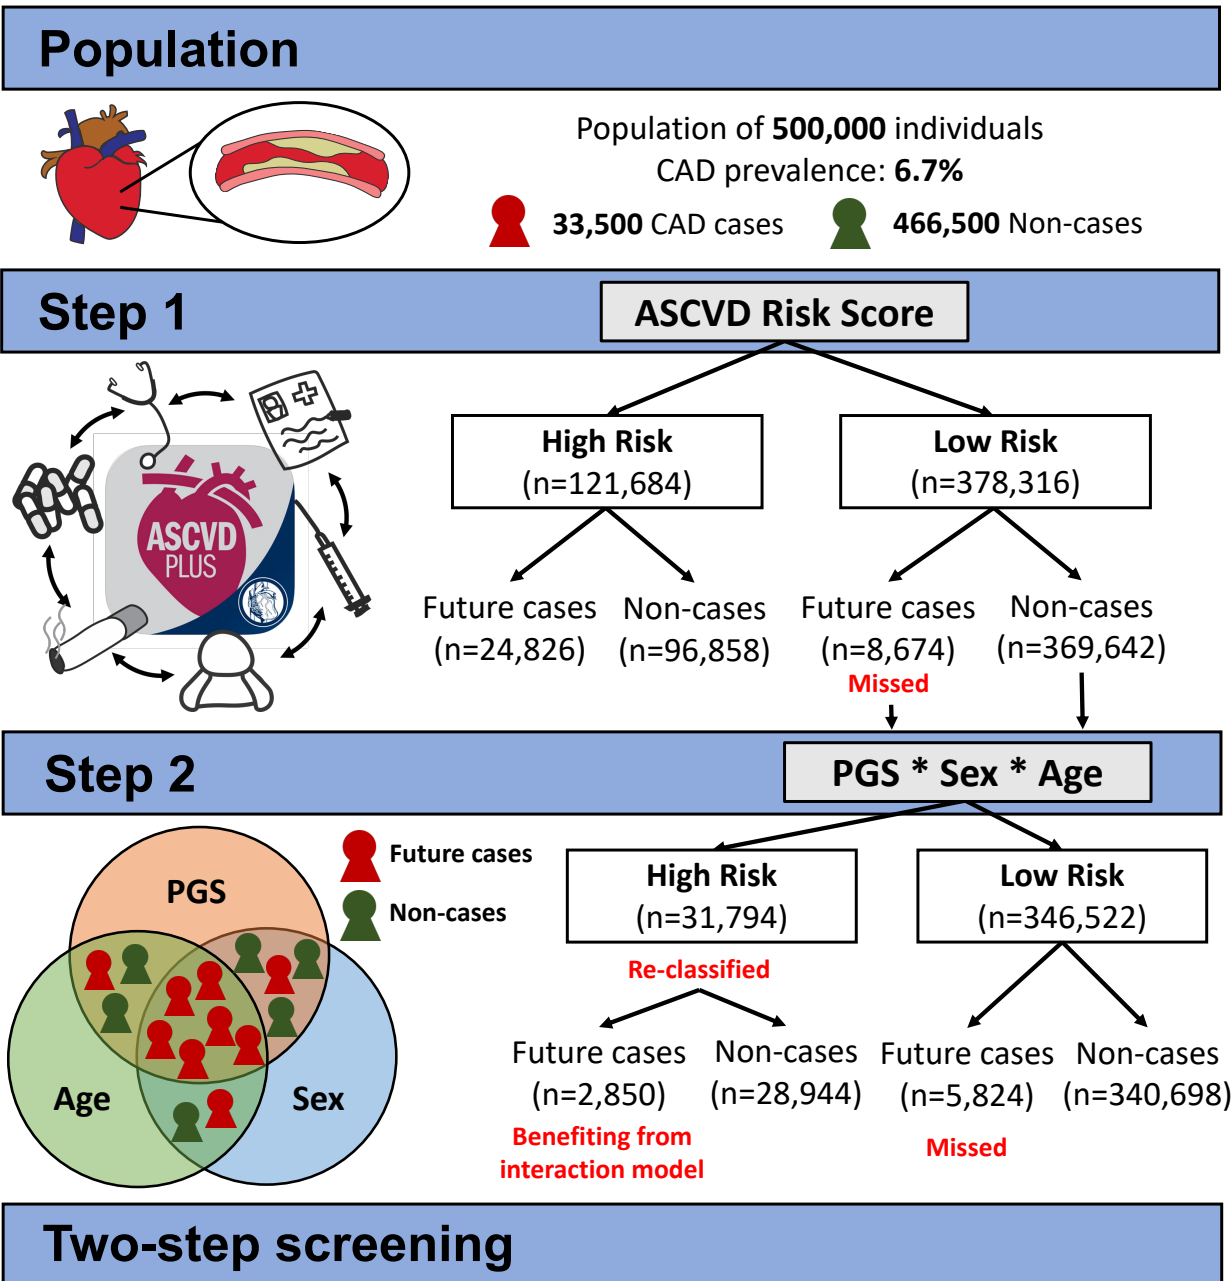 Population
Population of 500,000 individuals
CAD prevalence: 6.7%
33,500 CAD cases
466,500 Non-cases
Step 1
ASCVD Risk Score
ASCVD
PLUS
High Risk
(n=121,684)
Low Risk
(n=378,316)
Future cases
(n=24,826)
Non-cases
(n=96,858)
Future cases
(n=8,674)
Missed
Non-cases
(n=369,642)
Step 2
PGS * Sex * Age
PGS
Age
Sex
Future cases
Non-cases
High Risk
(n=31,794)
Re-classified
Low Risk
(n=346,522)
Future cases
(n=2,850)
Benefiting from
interaction model
Non-cases
(n=28,944)
Future cases
(n=5,824)
Missed
Non-cases
(n=340,698)
Two-step screening